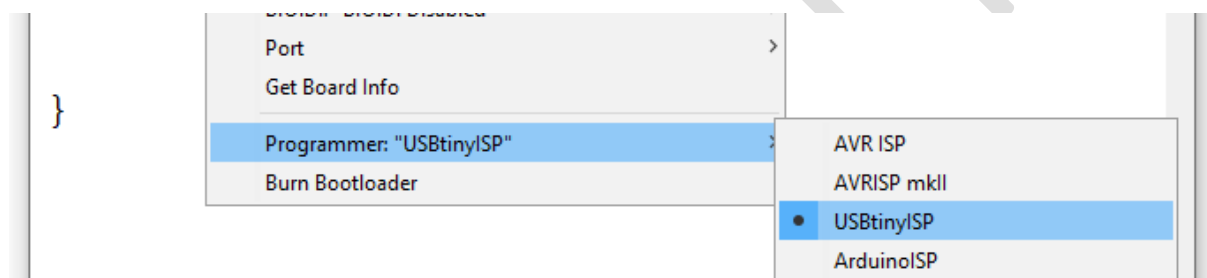 Port
Get Board Info
}
Programmer: "USBtinyISP"
Burn Bootloader
AVR ISP
AVRISP mkII
USBtinyISP
ArduinoISP